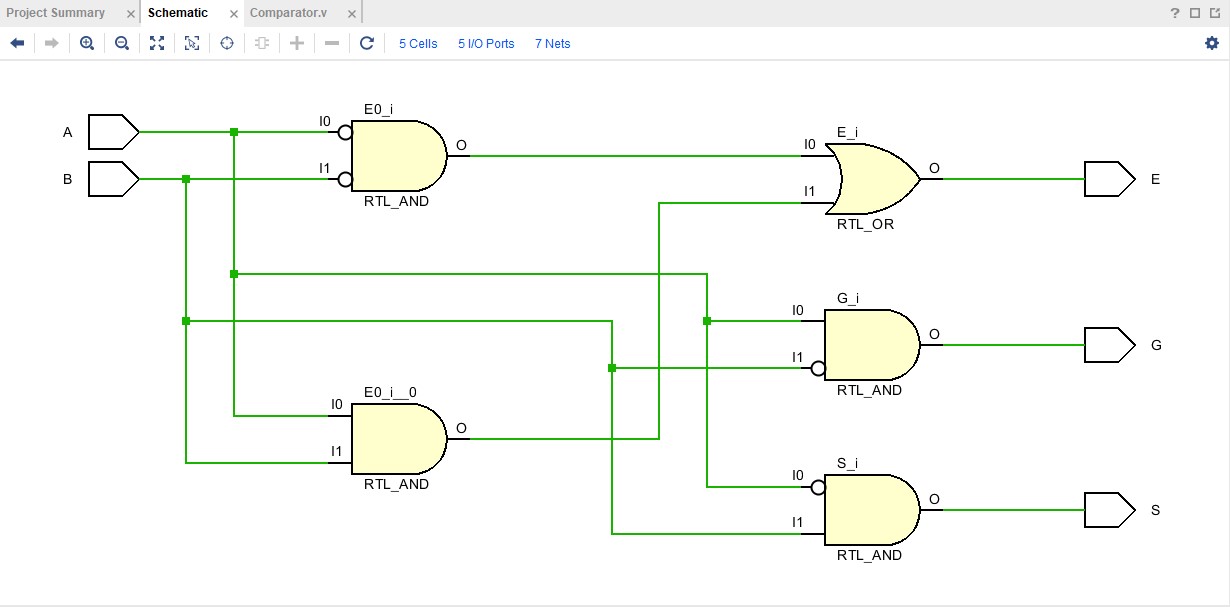 Project Summary × Schematic × Comparator.v ×
?
5 Cells 5 I/O Ports 7 Nets
A
B
I0
I1
E0_i
O
RTL_AND
I0
I1
E_i
O
RTL_OR
E
I0
I1
G_i
O
RTL_AND
G
I0
I1
E0_i__0
O
RTL_AND
I0
I1
S_i
O
RTL_AND
S